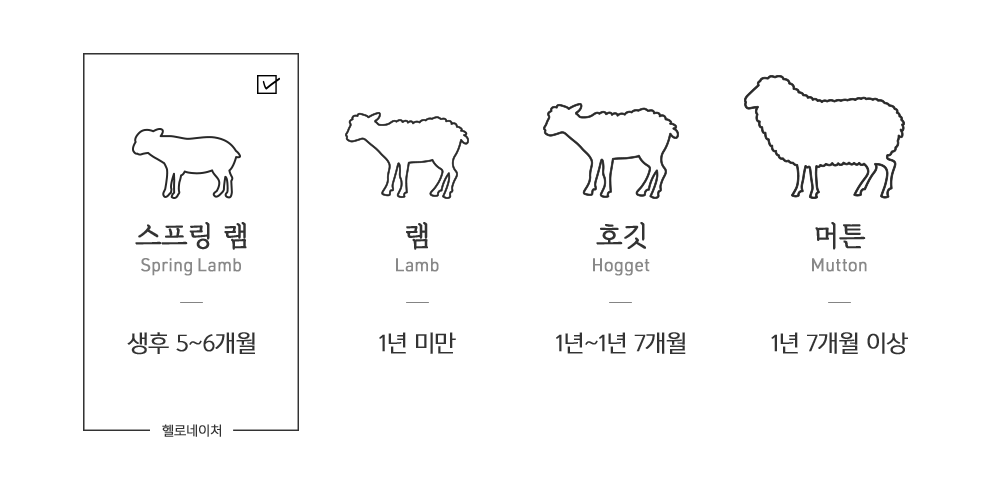 스프링 램
Spring Lamb
생후 5~6개월
헬로네이처
램
Lamb
1년 미만
호깃
Hogget
1년~1년 7개월
머튼
Mutton
1년 7개월 이상